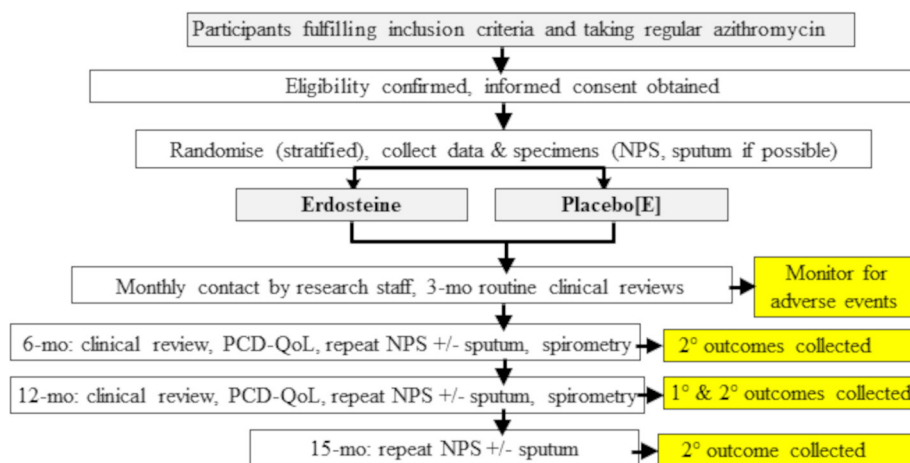 Participants fulfilling inclusion criteria and taking regular azithromycin
Eligibility confirmed, informed consent obtained
Randomise (stratified), collect data & specimens (NPS, sputum if possible)
Erdosteine
Placebo[E]
Monthly contact by research staff, 3-mo routine clinical reviews
Monitor for
adverse events
6-mo: clinical review, PCD-QoL, repeat NPS +/- sputum, spirometry
2° outcomes collected
12-mo: clinical review, PCD-QoL, repeat NPS +/- sputum, spirometry
1° & 2° outcomes collected
15-mo: repeat NPS +/- sputum
2° outcome collected